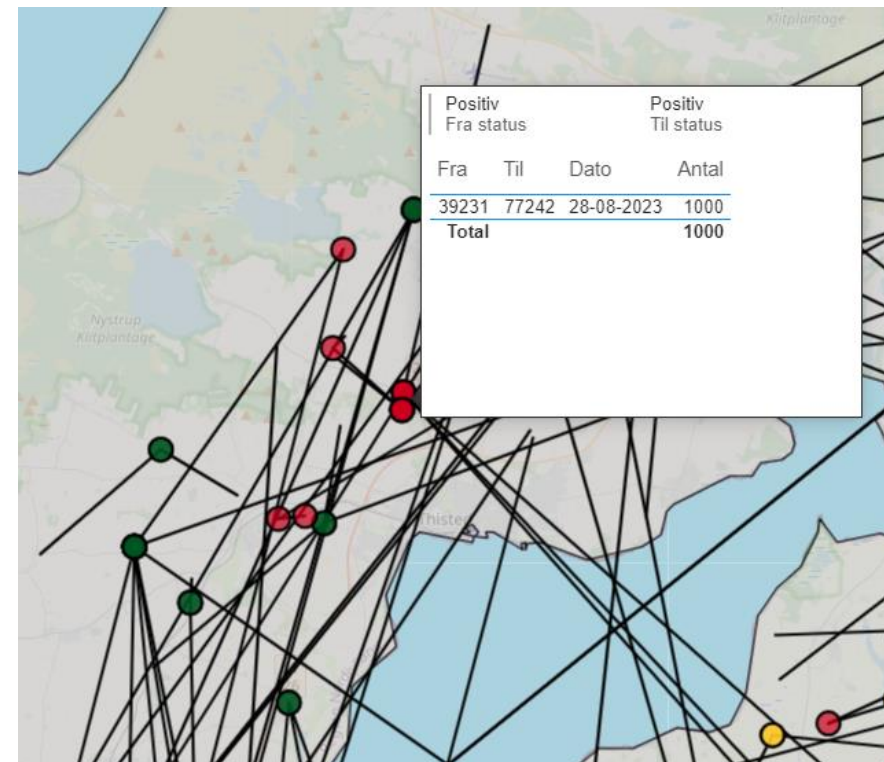 Klitplantage
Positiv Positiv
Fra status Til status
Fra Til Dato Antal
39231 77242 28-08-2023 1000
Total 1000
Nystrup
Klitplantage
Thisted